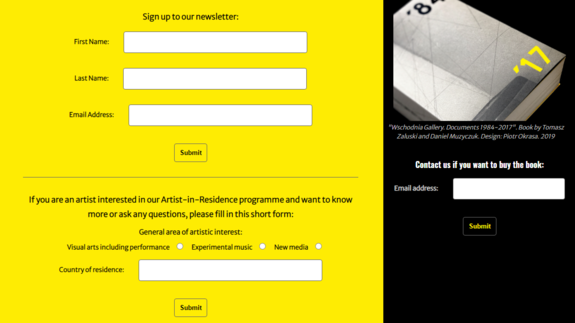 Sign up to our newsletter:
First Name:
Last Name:
Email Address:
Submit
If you are an artist interested in our Artist-in-Residence programme and want to know
more or ask any questions, please fill in this short form:
General area of artistic interest:
Visual arts including performance Experimental music New media
Country of residence:
Submit
'84
'17
"Wschodnia Gallery. Documents 1984-2017". Book by Tomasz
Załuski and Daniel Muzyczuk. Design: Piotr Okrasa. 2019
Contact us if you want to buy the book:
Email address:
Submit